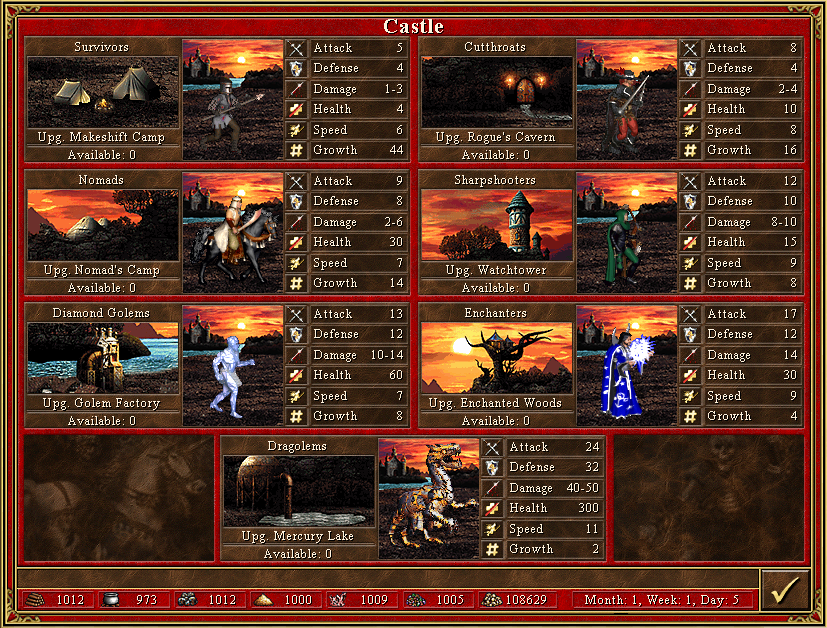 Castle
Survivors
Upg. Makeshift Camp
Available: 0
Attack 5
Defense 4
Damage 1-3
Health 4
Speed 6
Growth 44
Cutthroats
Upg. Rogue's Cavern
Available: 0
Attack 8
Defense 4
Damage 2-4
Health 10
Speed 8
Growth 16
Nomads
Upg. Nomad's Camp
Available: 0
Attack 9
Defense 8
Damage 2-6
Health 30
Speed 7
Growth 14
Sharpshooters
Upg. Watchtower
Available: 0
Attack 12
Defense 10
Damage 8-10
Health 15
Speed 9
Growth 8
Diamond Golems
Upg. Golem Factory
Available: 0
Attack 13
Defense 12
Damage 10-14
Health 60
Speed 7
Growth 8
Enchanters
Upg. Enchanted Woods
Available: 0
Attack 17
Defense 12
Damage 14
Health 30
Speed 9
Growth 4
Dragolems
Upg. Mercury Lake
Available: 0
Attack 24
Defense 32
Damage 40-50
Health 300
Speed 11
Growth 2
1012 973 1012 1000 1009 1005 108629 Month: 1, Week: 1, Day: 5